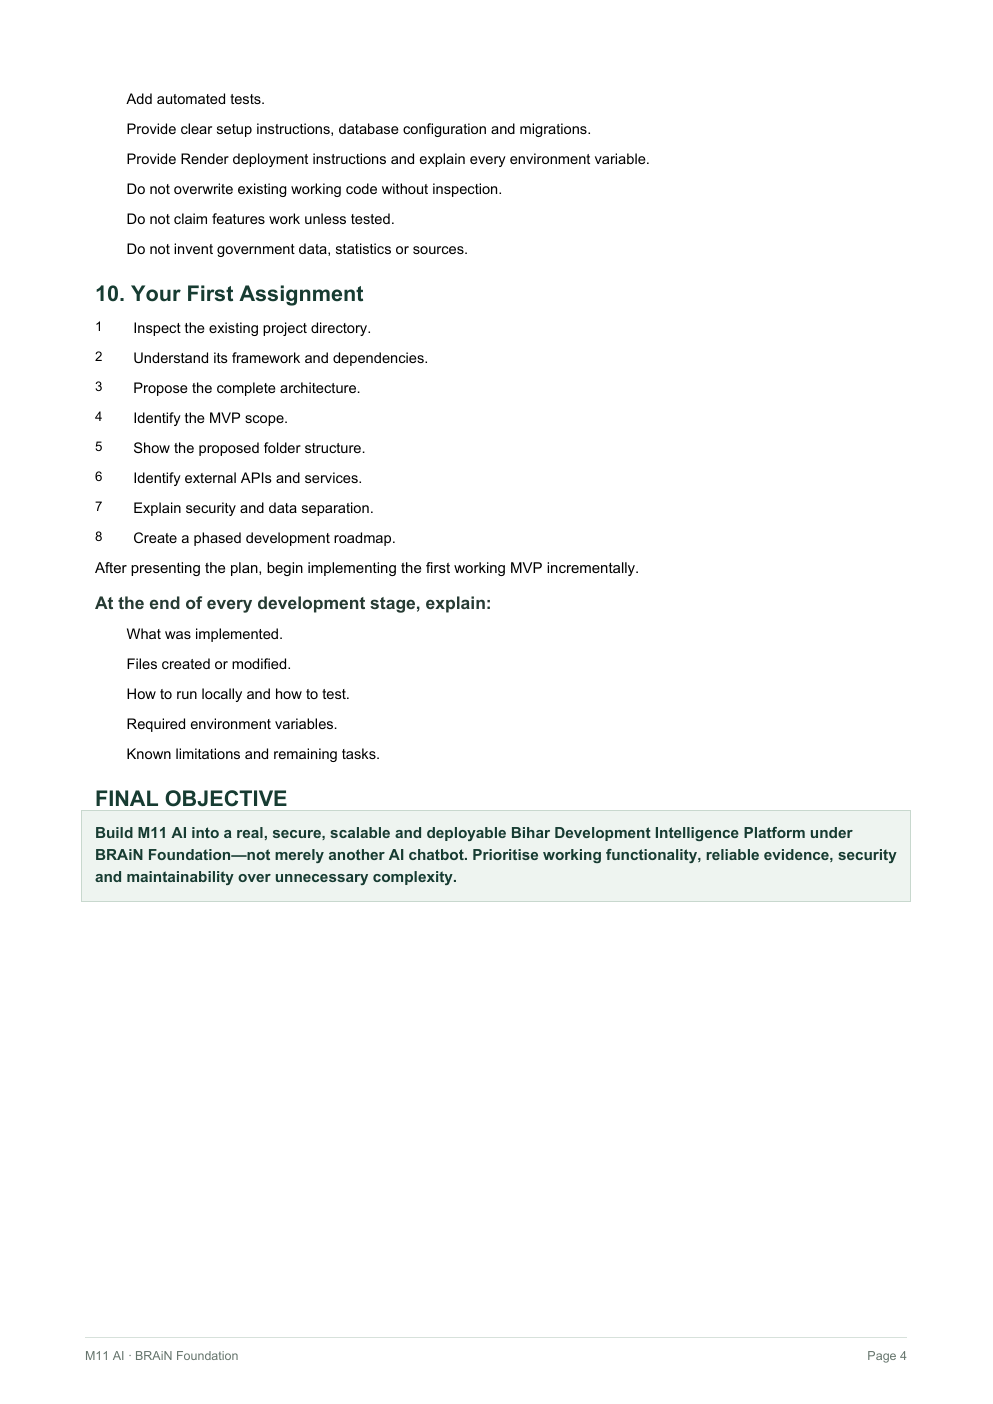 Add automated tests.
Provide clear setup instructions, database configuration and migrations.
Provide Render deployment instructions and explain every environment variable.
Do not overwrite existing working code without inspection.
Do not claim features work unless tested.
Do not invent government data, statistics or sources.
10. Your First Assignment
1 Inspect the existing project directory.
2 Understand its framework and dependencies.
3 Propose the complete architecture.
4 Identify the MVP scope.
5 Show the proposed folder structure.
6 Identify external APIs and services.
7 Explain security and data separation.
8 Create a phased development roadmap.
After presenting the plan, begin implementing the first working MVP incrementally.
At the end of every development stage, explain:
What was implemented.
Files created or modified.
How to run locally and how to test.
Required environment variables.
Known limitations and remaining tasks.
FINAL OBJECTIVE
Build M11 AI into a real, secure, scalable and deployable Bihar Development Intelligence Platform under
BRAiN Foundation—not merely another AI chatbot. Prioritise working functionality, reliable evidence, security
and maintainability over unnecessary complexity.
M11 AI · BRAiN Foundation
Page 4